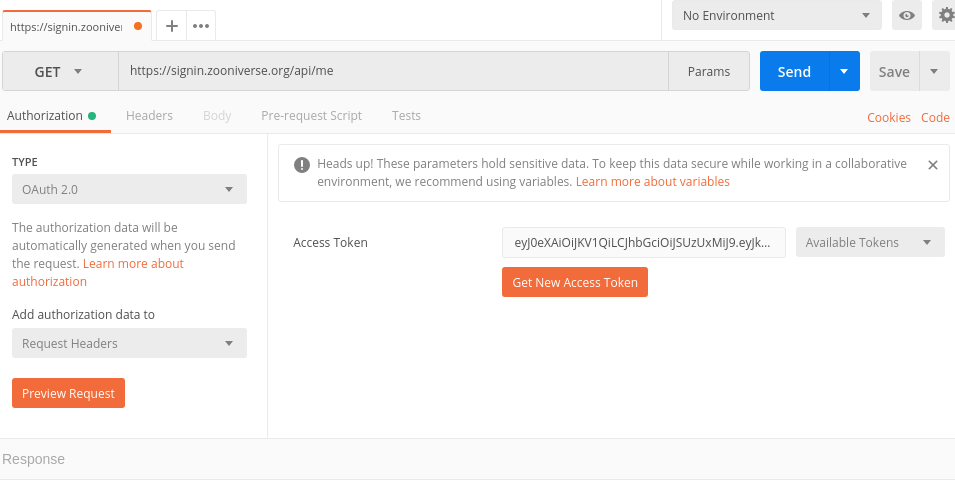 https://signin.zooniver
No Environment
GET
https://signin.zooniverse.org/api/me
Params
Send
Save
Authorization
Headers
Body
Pre-request Script
Tests
Cookies
Code
TYPE
OAuth 2.0
The authorization data will be
automatically generated when you send
the request. Learn more about
authorization
Add authorization data to
Request Headers
Preview Request
Heads up! These parameters hold sensitive data. To keep this data secure while working in a collaborative
environment, we recommend using variables. Learn more about variables
Access Token
eyJ0eXAiOiJKV1QiLCJhbGciOiJSUzUxMiJ9.eyJk...
Available Tokens
Get New Access Token
Response